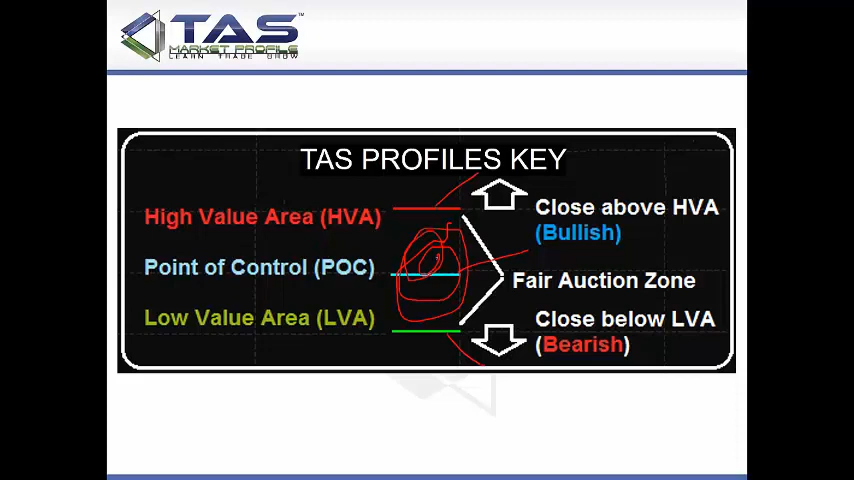 TAS™
MARKET PROFILE
LEARN TRADE GROW
TAS PROFILES KEY
High Value Area (HVA)
Close above HVA
(Bullish)
Point of Control (POC)
Fair Auction Zone
Low Value Area (LVA)
Close below LVA
(Bearish)